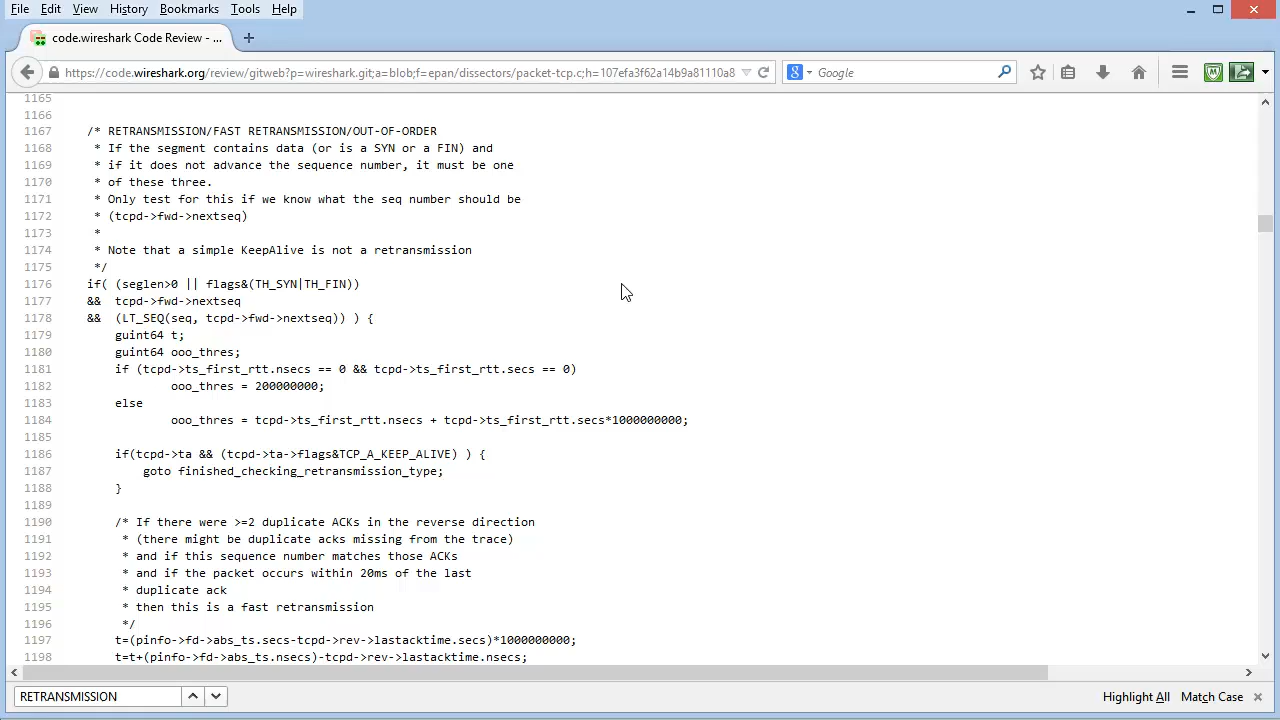 File Edit View History Bookmarks Tools Help
code.wireshark Code Review - ...
https://code.wireshark.org/review/gitweb?p=wireshark.git;a=blob;f=epan/dissectors/packet-tcp.c;h=107efa3f62a14b9a81110a8 Google
1165
1166
1167 /* RETRANSMISSION/FAST RETRANSMISSION/OUT-OF-ORDER
1168 * If the segment contains data (or is a SYN or a FIN) and
1169 * if it does not advance the sequence number, it must be one
1170 * of these three.
1171 * Only test for this if we know what the seq number should be
1172 * (tcpd->fwd->nextseq)
1173 *
1174 * Note that a simple KeepAlive is not a retransmission
1175 */
1176 if( (seglen>0 || flags&(TH_SYN|TH_FIN))
1177 && tcpd->fwd->nextseq
1178 && (LT_SEQ(seq, tcpd->fwd->nextseq)) ) {
1179 guint64 t;
1180 guint64 ooo_thres;
1181 if (tcpd->ts_first_rtt.nsecs == 0 && tcpd->ts_first_rtt.secs == 0)
1182 ooo_thres = 200000000;
1183 else
1184 ooo_thres = tcpd->ts_first_rtt.nsecs + tcpd->ts_first_rtt.secs*1000000000;
1185
1186 if(tcpd->ta && (tcpd->ta->flags&TCP_A_KEEP_ALIVE) ) {
1187 goto finished_checking_retransmission_type;
1188 }
1189
1190 /* If there were >=2 duplicate ACKs in the reverse direction
1191 * (there might be duplicate acks missing from the trace)
1192 * and if this sequence number matches those ACKs
1193 * and if the packet occurs within 20ms of the last
1194 * duplicate ack
1195 * then this is a fast retransmission
1196 */
1197 t=(pinfo->fd->abs_ts.secs-tcpd->rev->lastacktime.secs)*1000000000;
1198 t=t+(pinfo->fd->abs_ts.nsecs)-tcpd->rev->lastacktime.nsecs;
RETRANSMISSION Highlight All Match Case